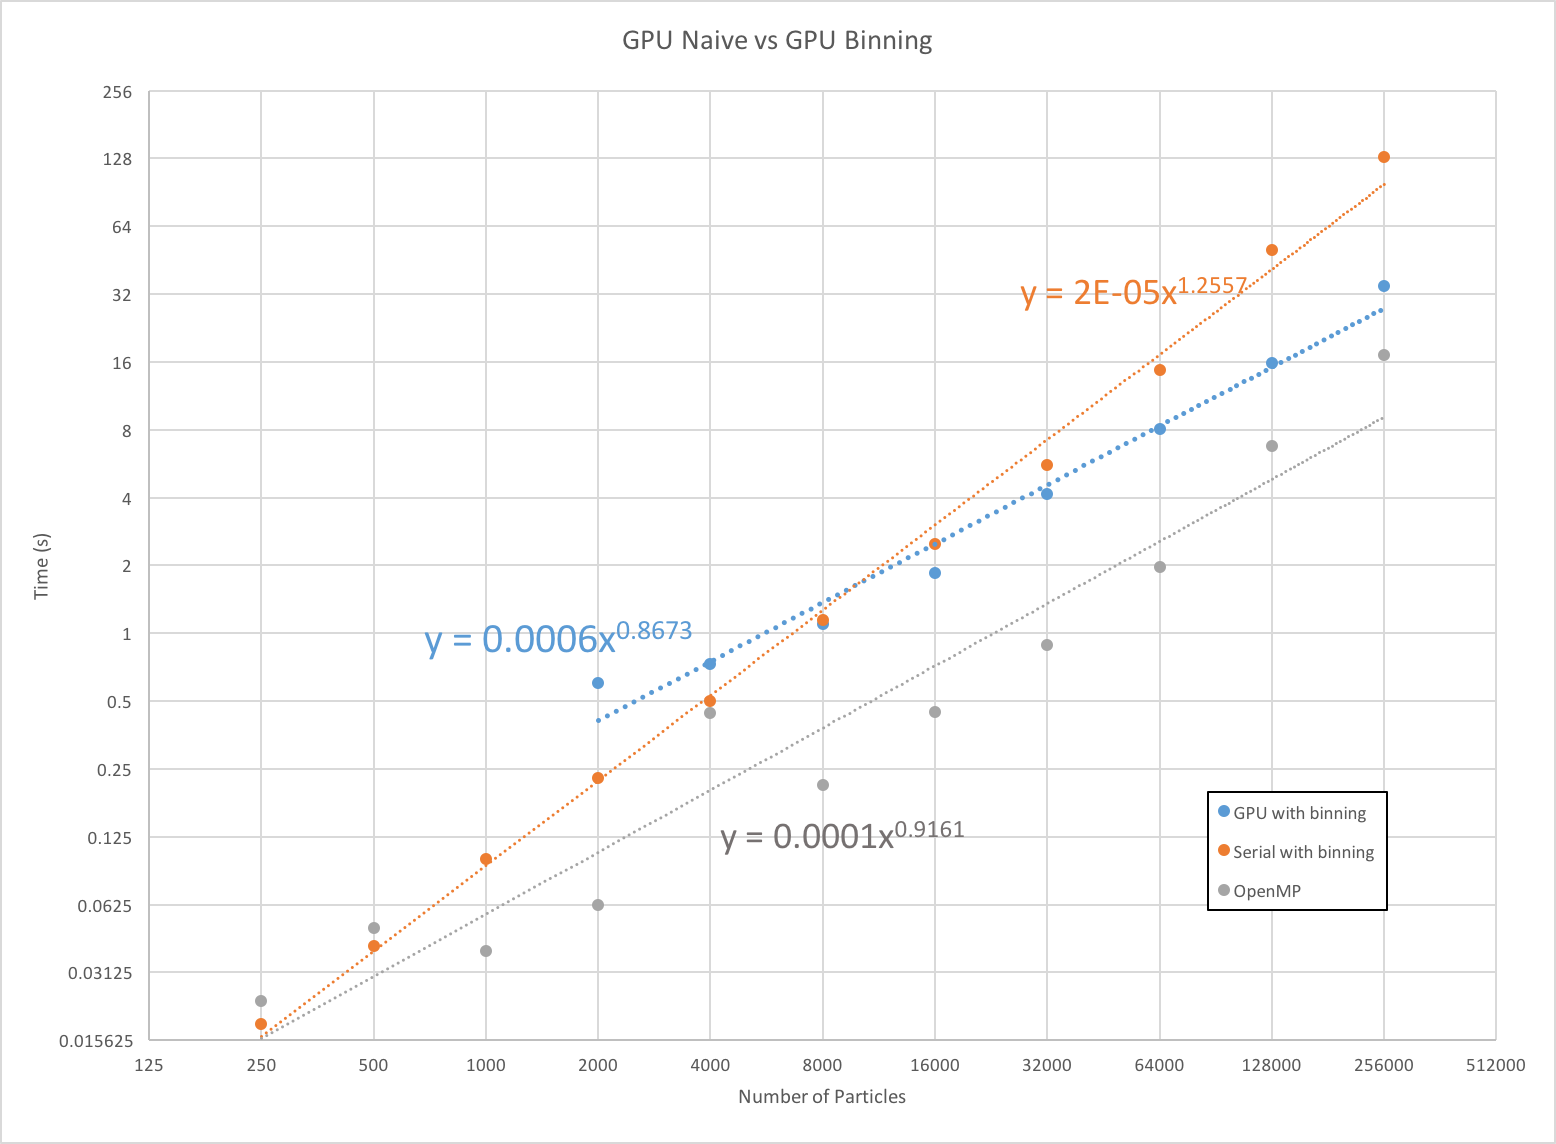 GPU Naive vs GPU Binning
256
128
64
32
16
8
4
2
1
0.5
0.25
0.125
0.0625
0.03125
0.015625
Time (s)
y = 2E-05x^1.2557
y = 0.0006x^0.8673
y = 0.0001x^0.9161
GPU with binning
Serial with binning
OpenMP
125 250 500 1000 2000 4000 8000 16000 32000 64000 128000 256000 512000
Number of Particles